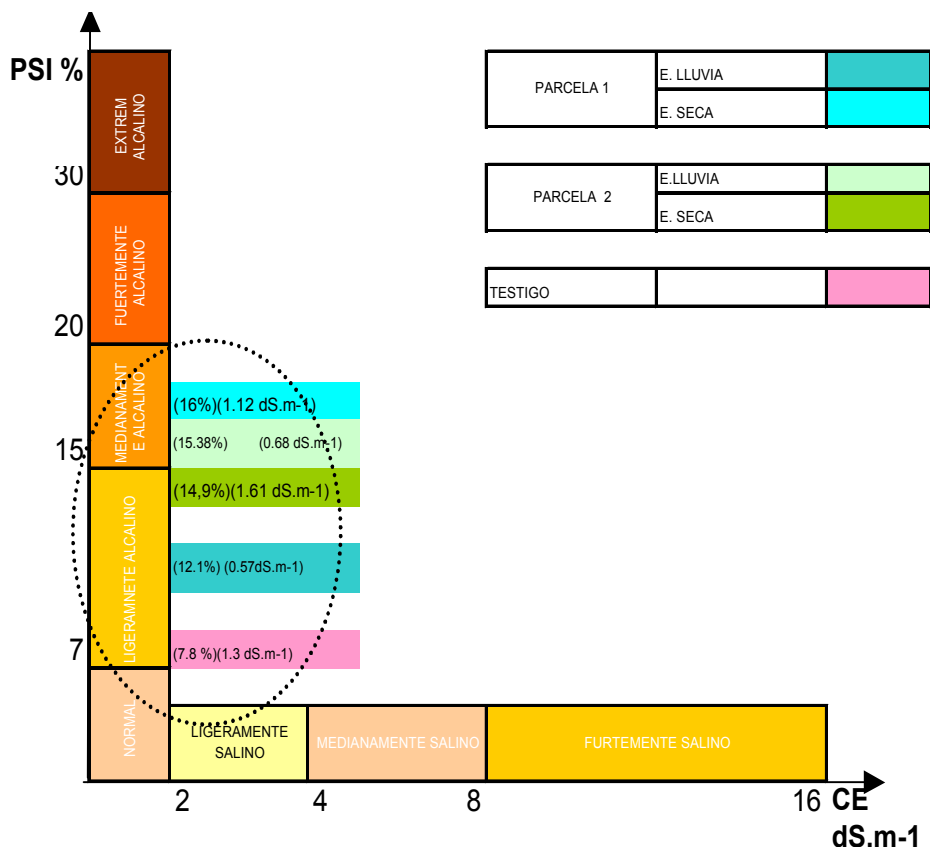 PSI %
EXTREM
ALCALINO
30
FUERTEMENTE
ALCALINO
20
MEDIANAMENT
E ALCALINO
15
LIGERAMNETE ALCALINO
7
NORMAL
PARCELA 1
E. LLUVIA
E. SECA
PARCELA 2
E.LLUVIA
E. SECA
TESTIGO
(16%)(1.12 dS.m-1)
(15.38%) (0.68 dS.m-1)
(14,9%)(1.61 dS.m-1)
(12.1%) (0.57dS.m-1)
(7.8 %)(1.3 dS.m-1)
LIGERAMENTE
SALINO
MEDIANAMENTE SALINO
FURTEMENTE SALINO
2
4
8
16
CE
dS.m-1